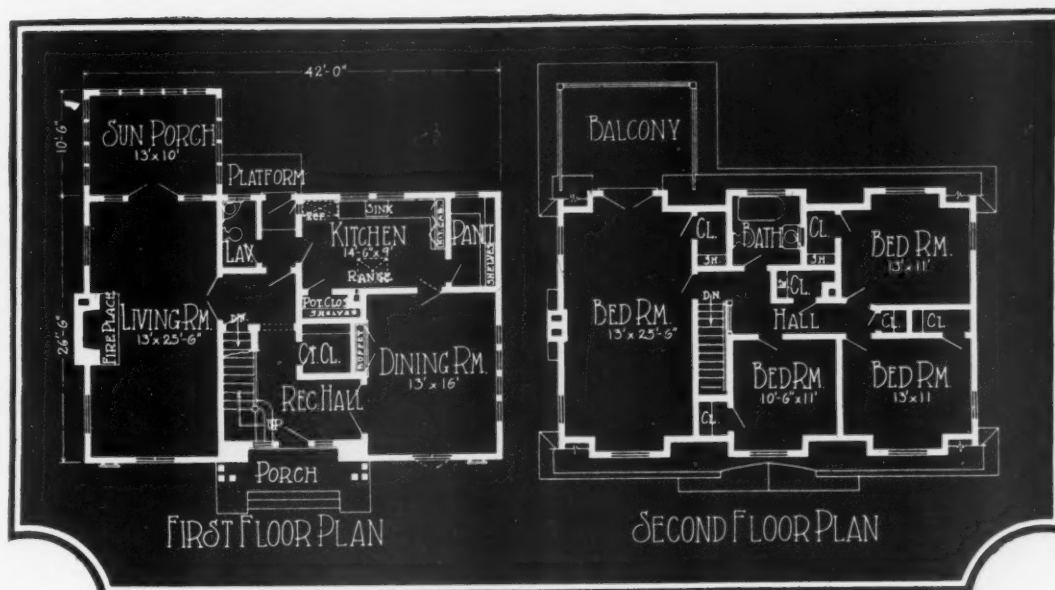 42'-0"
10'-6"
SUN PORCH
13'x 10'
PLATFORM
REF.
SINK
LAV.
KITCHEN
14'-6"x 9'
PANT.
SHELVES
RANGE
POT. CLOS.
SHELVES
26'-6"
FIRE PLACE
LIVING RM.
13'x 25'-6"
DN.
CT. CL.
BUFFET
DINING RM.
13'x 16'
REC. HALL
UP
PORCH
FIRST FLOOR PLAN
BALCONY
CL.
SH
BATH
CL.
SH
BED RM.
13'x 11'
CL.
BED RM.
13'x 25'-6"
DN.
HALL
CL.
CL.
BED RM.
10'-6"x 11'
BED RM.
13'x 11
CL.
SECOND FLOOR PLAN